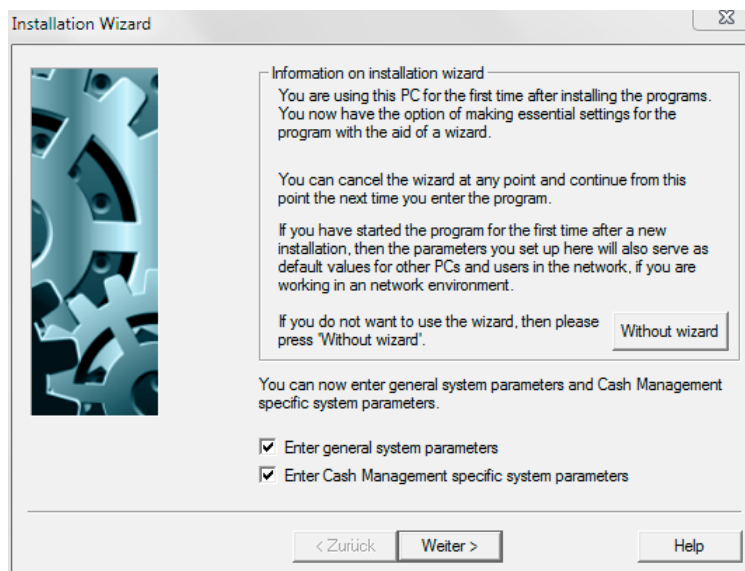 Installation Wizard
Information on installation wizard
You are using this PC for the first time after installing the programs.
You now have the option of making essential settings for the
program with the aid of a wizard.
You can cancel the wizard at any point and continue from this
point the next time you enter the program.
If you have started the program for the first time after a new
installation, then the parameters you set up here will also serve as
default values for other PCs and users in the network, if you are
working in an network environment.
If you do not want to use the wizard, then please
press 'Without wizard'.
Without wizard
You can now enter general system parameters and Cash Management
specific system parameters.
Enter general system parameters
Enter Cash Management specific system parameters
< Zurück
Weiter >
Help